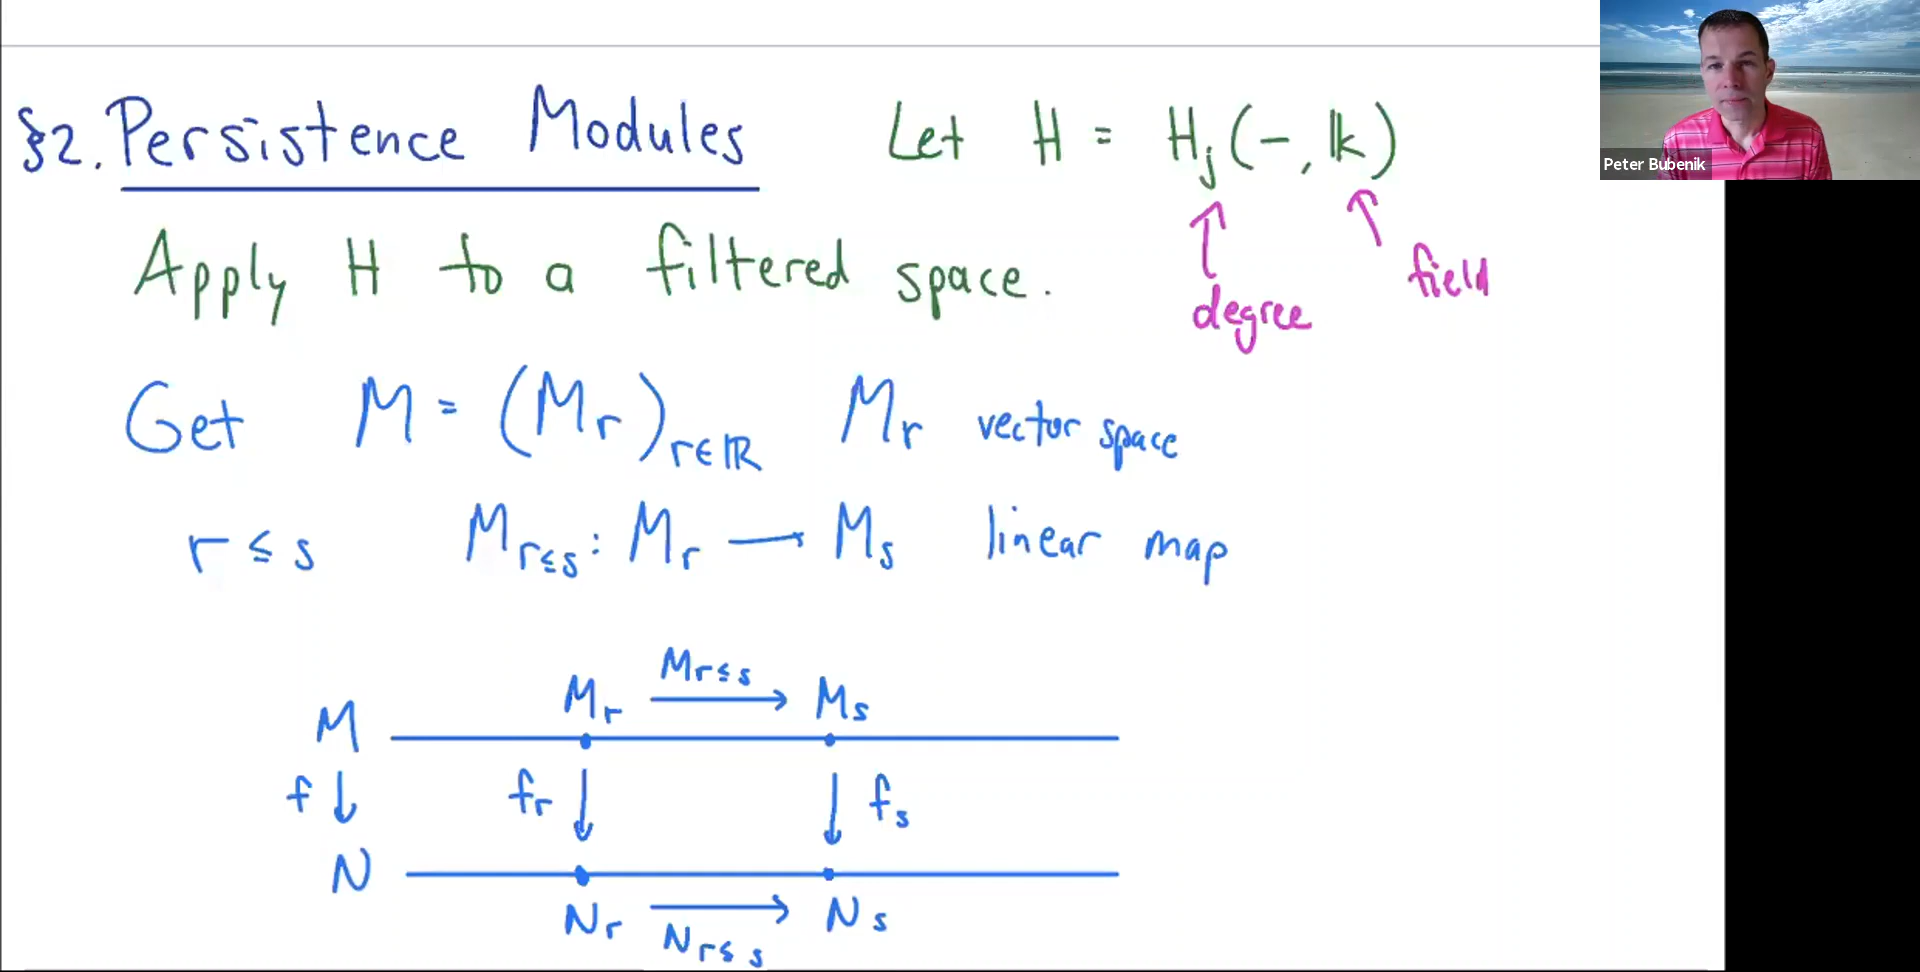 §2. Persistence Modules Let H = Hⱼ(-, 𝕜)
Peter Bubenik
degree field
Apply H to a filtered space.
Get M = (Mᵣ)r∈ℝ Mᵣ vector space
r ≤ s Mr≤s : Mᵣ → Mₛ linear map
Mr≤s
Mᵣ → Mₛ
M
f ↓ fᵣ ↓ ↓ fₛ
N
Nᵣ → Nₛ
Nr≤s